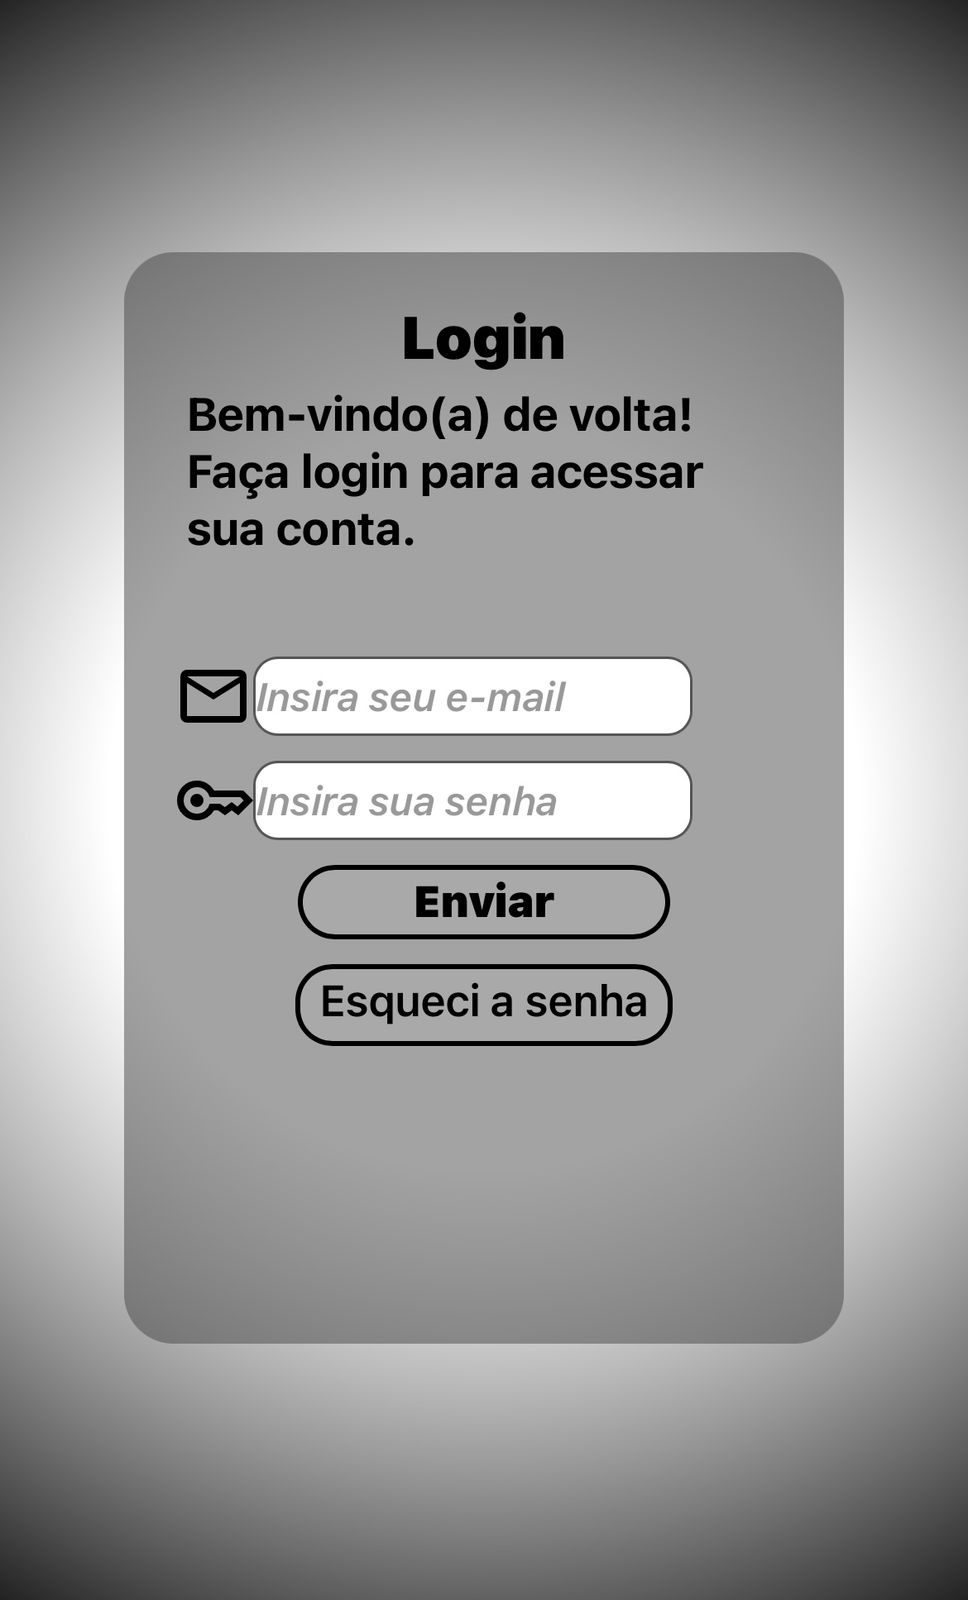 Login
Bem-vindo(a) de volta!
Faça login para acessar
sua conta.
Insira seu e-mail
Insira sua senha
Enviar
Esqueci a senha